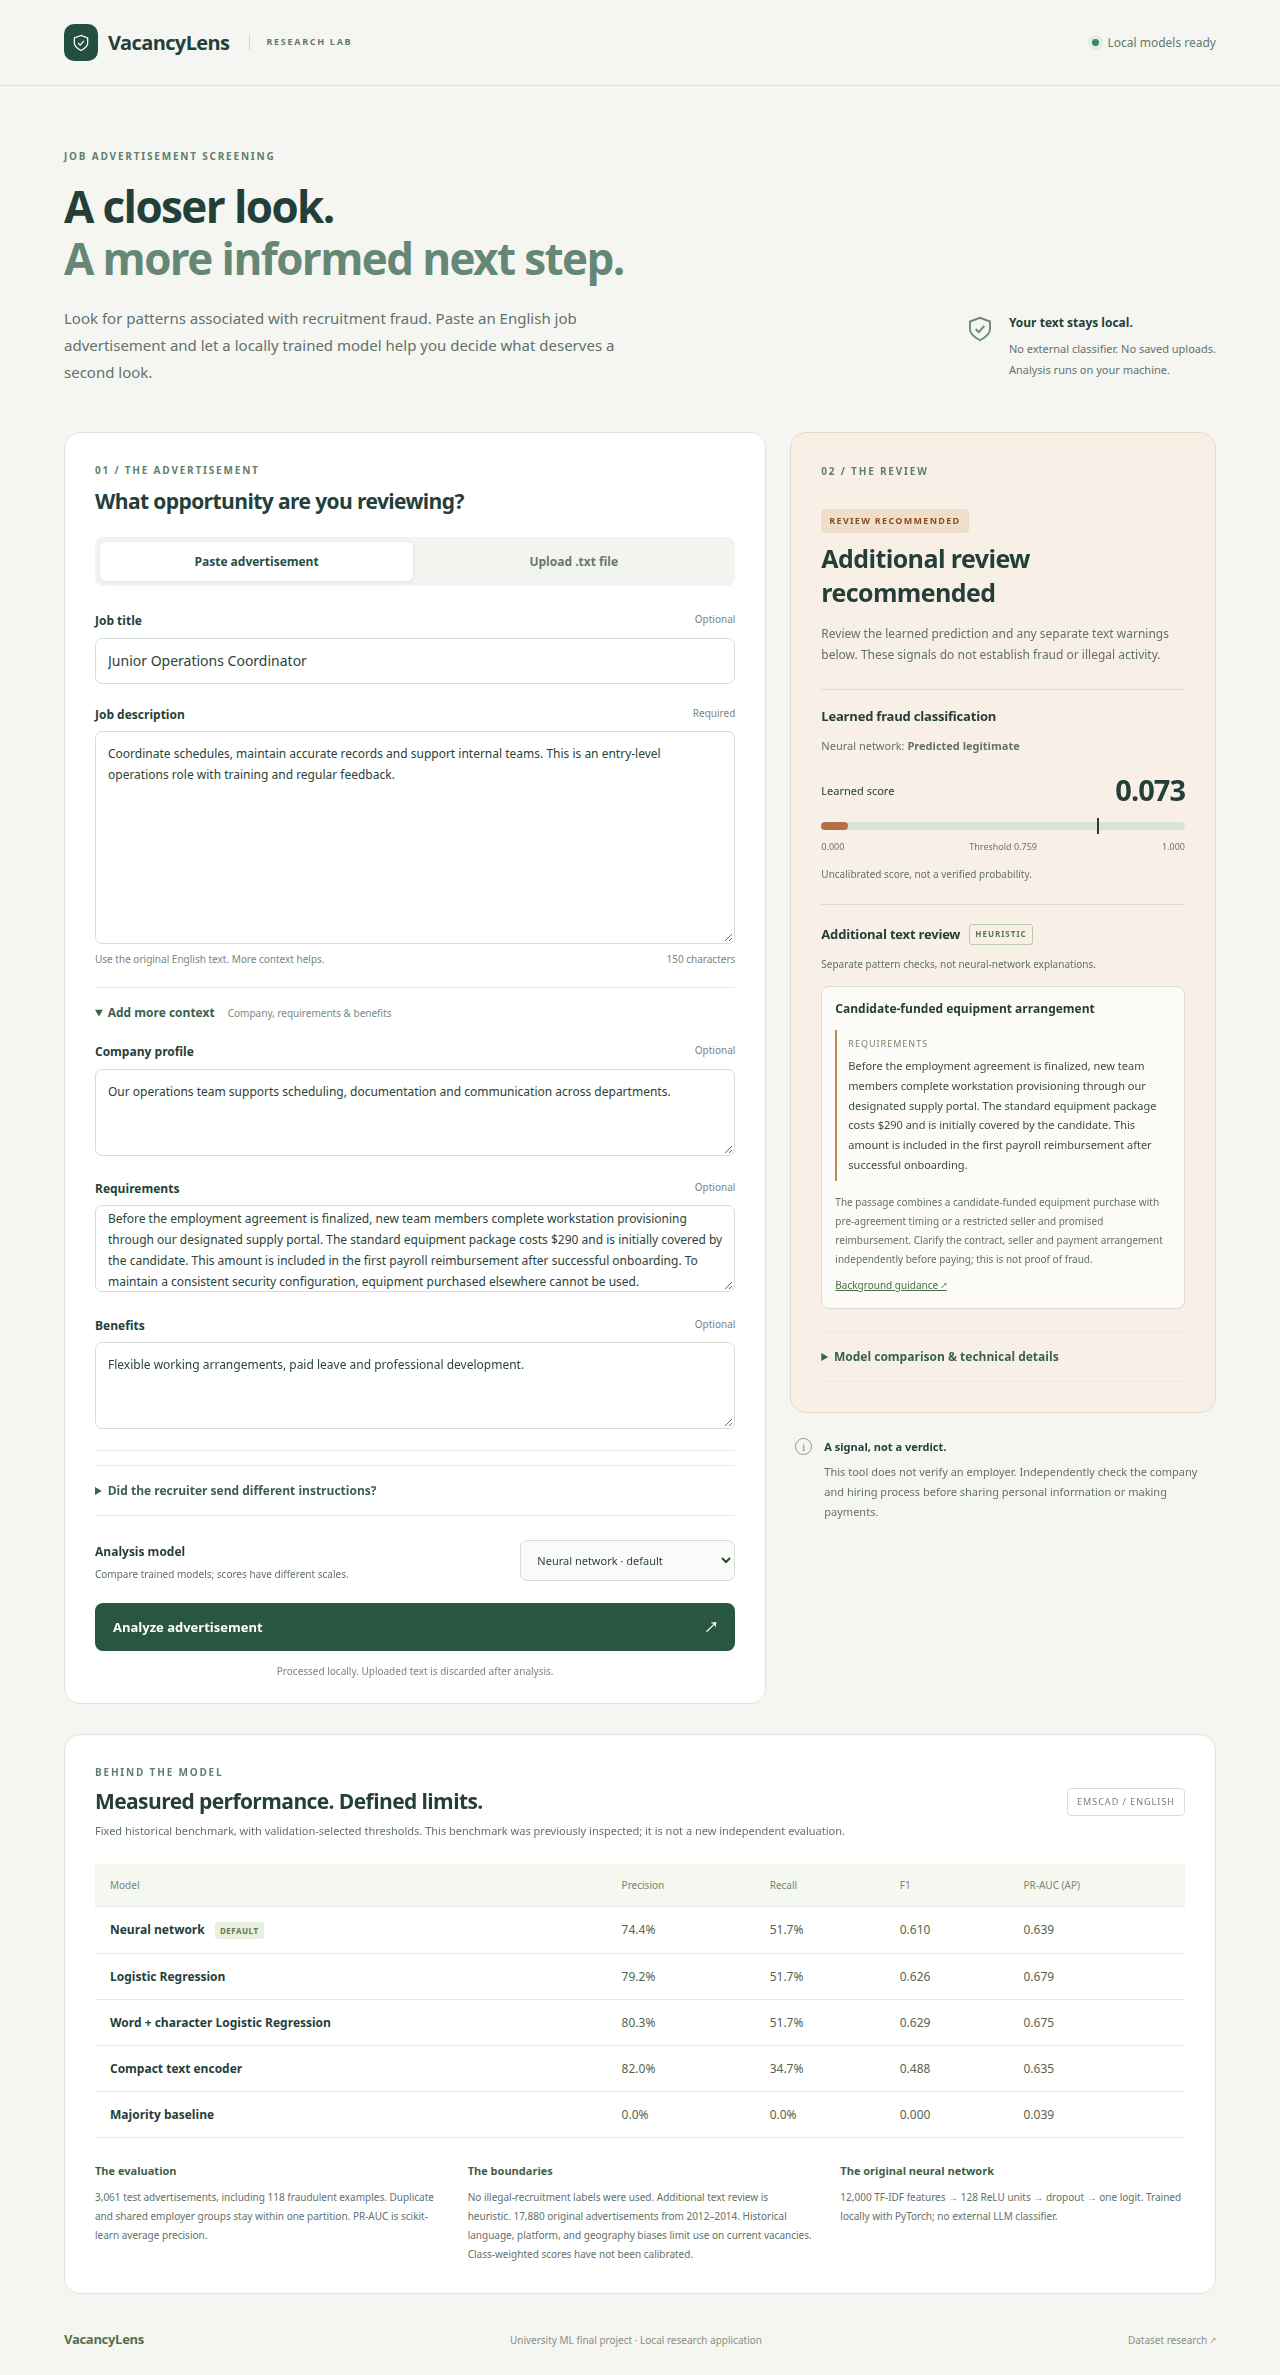 VacancyLens
RESEARCH LAB
Local models ready
JOB ADVERTISEMENT SCREENING
A closer look.
A more informed next step.
Look for patterns associated with recruitment fraud. Paste an English job
advertisement and let a locally trained model help you decide what deserves a
second look.
Your text stays local.
No external classifier. No saved uploads.
Analysis runs on your machine.
01 / THE ADVERTISEMENT
What opportunity are you reviewing?
Paste advertisement
Upload .txt file
Job title
Optional
Junior Operations Coordinator
Job description
Required
Coordinate schedules, maintain accurate records and support internal teams. This is an entry-level
operations role with training and regular feedback.
Use the original English text. More context helps.
150 characters
▼ Add more context
Company, requirements & benefits
Company profile
Optional
Our operations team supports scheduling, documentation and communication across departments.
Requirements
Optional
Before the employment agreement is finalized, new team members complete workstation provisioning
through our designated supply portal. The standard equipment package costs $290 and is initially covered by
the candidate. This amount is included in the first payroll reimbursement after successful onboarding. To
maintain a consistent security configuration, equipment purchased elsewhere cannot be used.
Benefits
Optional
Flexible working arrangements, paid leave and professional development.
▶ Did the recruiter send different instructions?
Analysis model
Compare trained models; scores have different scales.
Neural network · default
Analyze advertisement ↗
Processed locally. Uploaded text is discarded after analysis.
02 / THE REVIEW
REVIEW RECOMMENDED
Additional review
recommended
Review the learned prediction and any separate text warnings
below. These signals do not establish fraud or illegal activity.
Learned fraud classification
Neural network: Predicted legitimate
Learned score
0.073
0.000
Threshold 0.759
1.000
Uncalibrated score, not a verified probability.
Additional text review
HEURISTIC
Separate pattern checks, not neural-network explanations.
Candidate-funded equipment arrangement
REQUIREMENTS
Before the employment agreement is finalized, new team
members complete workstation provisioning through our
designated supply portal. The standard equipment package
costs $290 and is initially covered by the candidate. This
amount is included in the first payroll reimbursement after
successful onboarding.
The passage combines a candidate-funded equipment purchase with
pre-agreement timing or a restricted seller and promised
reimbursement. Clarify the contract, seller and payment arrangement
independently before paying; this is not proof of fraud.
Background guidance ↗
▶ Model comparison & technical details
i
A signal, not a verdict.
This tool does not verify an employer. Independently check the company
and hiring process before sharing personal information or making
payments.
BEHIND THE MODEL
Measured performance. Defined limits.
EMSCAD / ENGLISH
Fixed historical benchmark, with validation-selected thresholds. This benchmark was previously inspected; it is not a new independent evaluation.
Model Precision Recall F1 PR-AUC (AP)
Neural network DEFAULT 74.4% 51.7% 0.610 0.639
Logistic Regression 79.2% 51.7% 0.626 0.679
Word + character Logistic Regression 80.3% 51.7% 0.629 0.675
Compact text encoder 82.0% 34.7% 0.488 0.635
Majority baseline 0.0% 0.0% 0.000 0.039
The evaluation
3,061 test advertisements, including 118 fraudulent examples. Duplicate
and shared employer groups stay within one partition. PR-AUC is scikit-
learn average precision.
The boundaries
No illegal-recruitment labels were used. Additional text review is
heuristic. 17,880 original advertisements from 2012–2014. Historical
language, platform, and geography biases limit use on current vacancies.
Class-weighted scores have not been calibrated.
The original neural network
12,000 TF-IDF features → 128 ReLU units → dropout → one logit. Trained
locally with PyTorch; no external LLM classifier.
VacancyLens
University ML final project · Local research application
Dataset research ↗